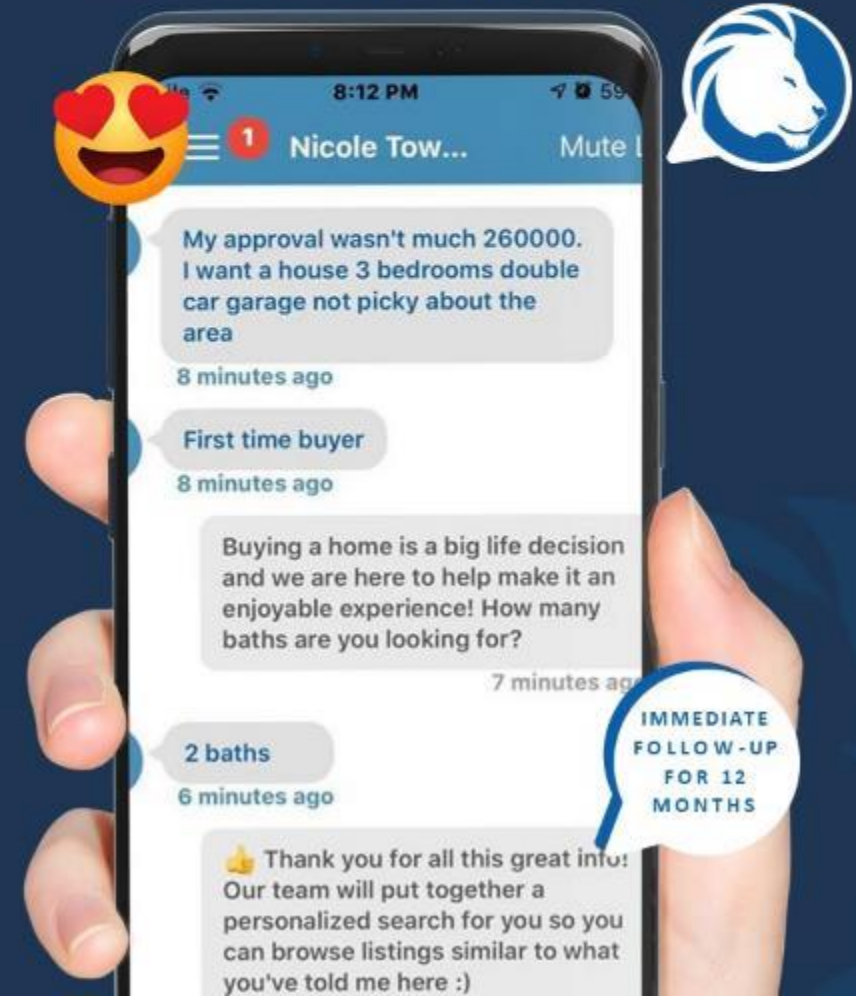 8:12 PM
59
1
Nicole Tow...
Mute
My approval wasn't much 260000.
I want a house 3 bedrooms double
car garage not picky about the
area
8 minutes ago
First time buyer
8 minutes ago
Buying a home is a big life decision
and we are here to help make it an
enjoyable experience! How many
baths are you looking for?
7 minutes ago
2 baths
6 minutes ago
IMMEDIATE
FOLLOW-UP
FOR 12
MONTHS
👍 Thank you for all this great info!
Our team will put together a
personalized search for you so you
can browse listings similar to what
you've told me here :)